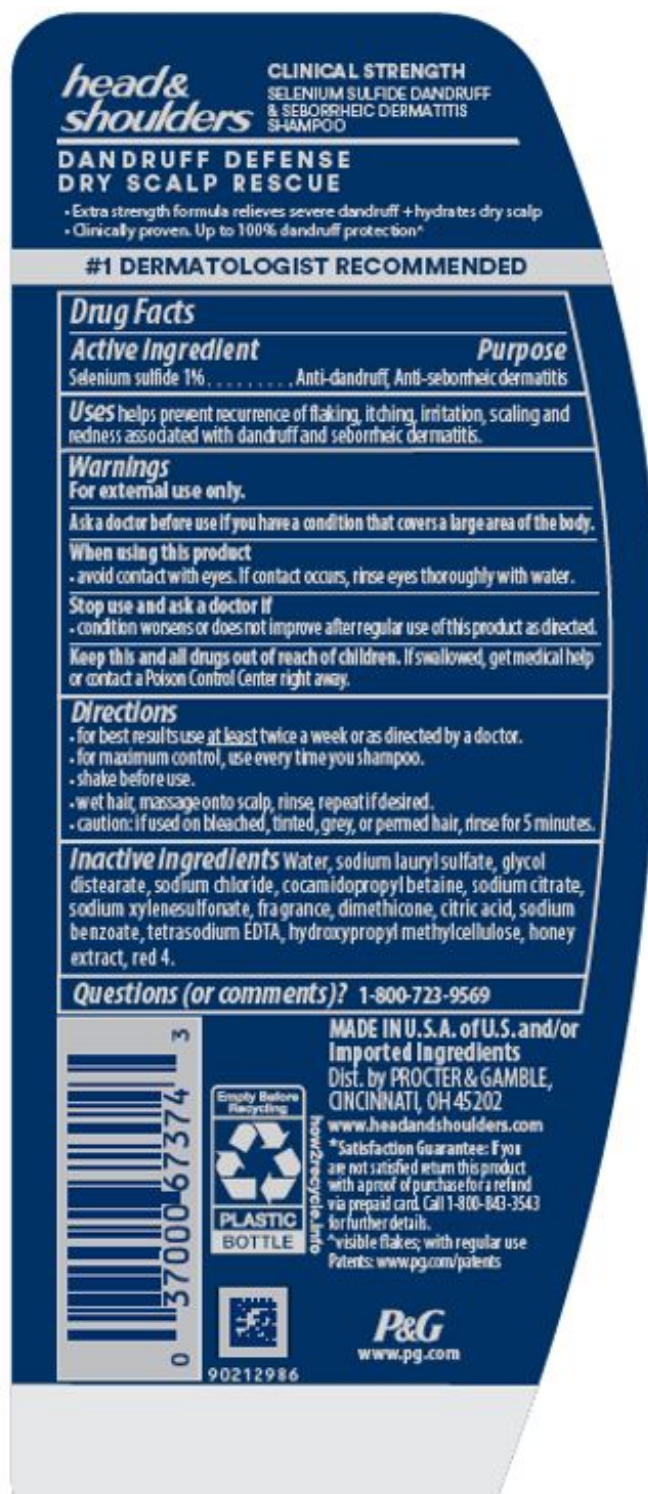 head&
shoulders
CLINICAL STRENGTH
SELENIUM SULFIDE DANDRUFF
& SEBORRHEIC DERMATITIS
SHAMPOO
DANDRUFF DEFENSE
DRY SCALP RESCUE
• Extra strength formula relieves severe dandruff + hydrates dry scalp
• Clinically proven. Up to 100% dandruff protection^
#1 DERMATOLOGIST RECOMMENDED
Drug Facts
Active ingredient Purpose
Selenium sulfide 1% . . . . . . . . . Anti-dandruff, Anti-seborrheic dermatitis
Uses helps prevent recurrence of flaking, itching, irritation, scaling and
redness associated with dandruff and seborrheic dermatitis.
Warnings
For external use only.
Ask a doctor before use if you have a condition that covers a large area of the body.
When using this product
• avoid contact with eyes. If contact occurs, rinse eyes thoroughly with water.
Stop use and ask a doctor if
• condition worsens or does not improve after regular use of this product as directed.
Keep this and all drugs out of reach of children. If swallowed, get medical help
or contact a Poison Control Center right away.
Directions
• for best results use at least twice a week or as directed by a doctor.
• for maximum control, use every time you shampoo.
• shake before use.
• wet hair, massage onto scalp, rinse, repeat if desired.
• caution: if used on bleached, tinted, grey, or permed hair, rinse for 5 minutes.
Inactive ingredients Water, sodium lauryl sulfate, glycol
distearate, sodium chloride, cocamidopropyl betaine, sodium citrate,
sodium xylenesulfonate, fragrance, dimethicone, citric acid, sodium
benzoate, tetrasodium EDTA, hydroxypropyl methylcellulose, honey
extract, red 4.
Questions (or comments)? 1-800-723-9569
0 37000 67374 3
Empty Before
Recycling
PLASTIC
BOTTLE
how2recycle.info
90212986
MADE IN U.S.A. of U.S. and/or
Imported Ingredients
Dist. by PROCTER & GAMBLE,
CINCINNATI, OH 45202
www.headandshoulders.com
*Satisfaction Guarantee: If you
are not satisfied return this product
with a proof of purchase for a refund
via prepaid card. Call 1-800-843-3543
for further details.
^visible flakes; with regular use
Patents: www.pg.com/patents
P&G
www.pg.com